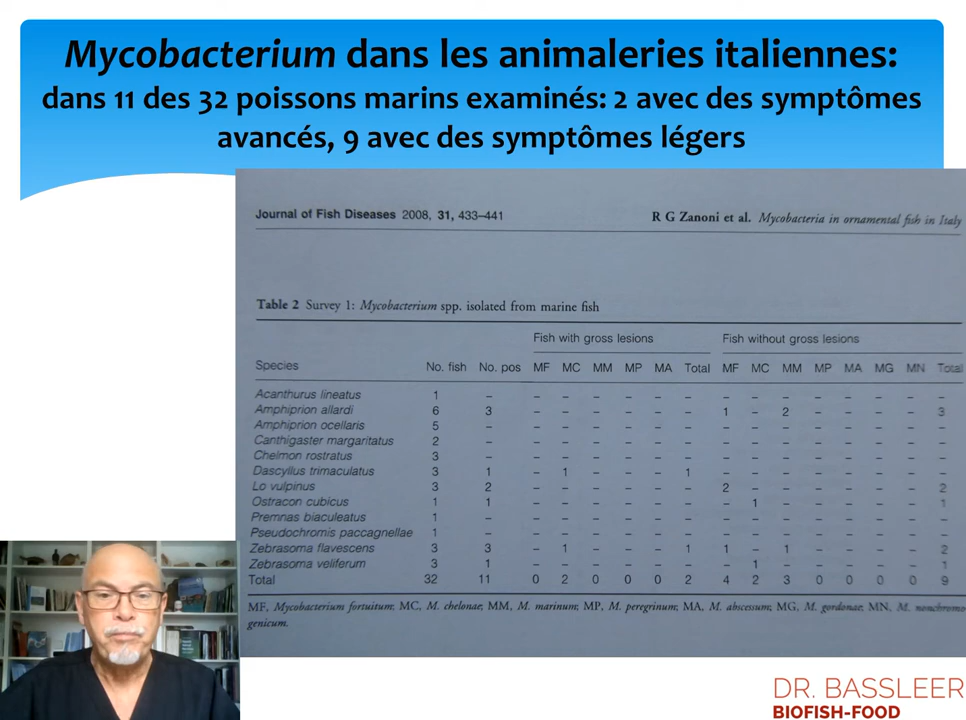 Mycobacterium dans les animaleries italiennes:
dans 11 des 32 poissons marins examinés: 2 avec des symptômes
avancés, 9 avec des symptômes légers
Journal of Fish Diseases 2008, 31, 433–441 R G Zanoni et al. Mycobacteria in ornamental fish in Italy
Table 2 Survey 1: Mycobacterium spp. isolated from marine fish
Fish with gross lesions Fish without gross lesions
Species No. fish No. pos MF MC MM MP MA Total MF MC MM MP MA MG MN Total
Acanthurus lineatus 1 – – – – – – – – – – – – – – –
Amphiprion allardi 6 3 – – – – – – 1 – 2 – – – – 3
Amphiprion ocellaris 5 – – – – – – – – – – – – – – –
Canthigaster margaritatus 2 – – – – – – – – – – – – – – –
Chelmon rostratus 3 – – – – – – – – – – – – – – –
Dascyllus trimaculatus 3 1 – 1 – – – 1 – – – – – – – –
Lo vulpinus 3 2 – – – – – – 2 – – – – – – 2
Ostracon cubicus 1 1 – – – – – – – 1 – – – – – 1
Premnas biaculeatus 1 – – – – – – – – – – – – – – –
Pseudochromis paccagnellae 1 – – – – – – – – – – – – – – –
Zebrasoma flavescens 3 3 – 1 – – – 1 1 – 1 – – – – 2
Zebrasoma veliferum 3 1 – – – – – – – 1 – – – – – 1
Total 32 11 0 2 0 0 0 2 4 2 3 0 0 0 0 9
MF, Mycobacterium fortuitum; MC, M. chelonae; MM, M. marinum; MP, M. peregrinum; MA, M. abscessum; MG, M. gordonae; MN, M. nonchromo-
genicum.
DR. BASSLEER
BIOFISH-FOOD